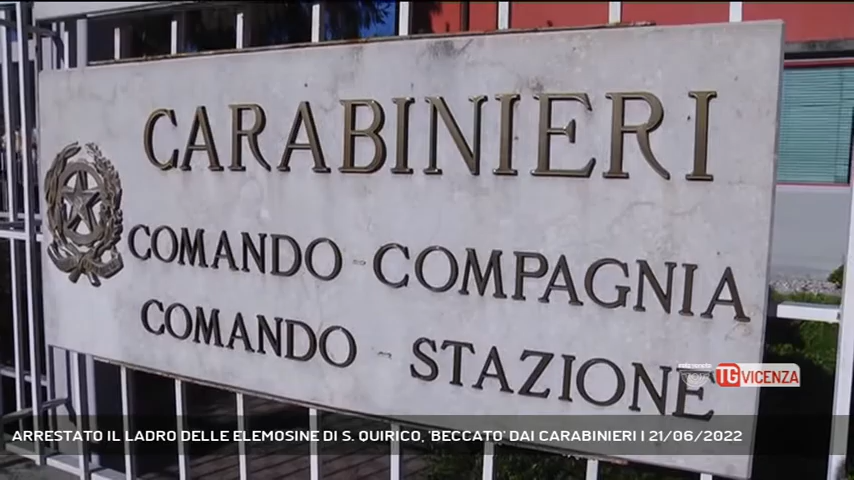 CARABINIERI
COMANDO - COMPAGNIA
COMANDO - STAZIONE
TG VICENZA
ARRESTATO IL LADRO DELLE ELEMOSINE DI S. QUIRICO, 'BECCATO' DAI CARABINIERI | 21/06/2022